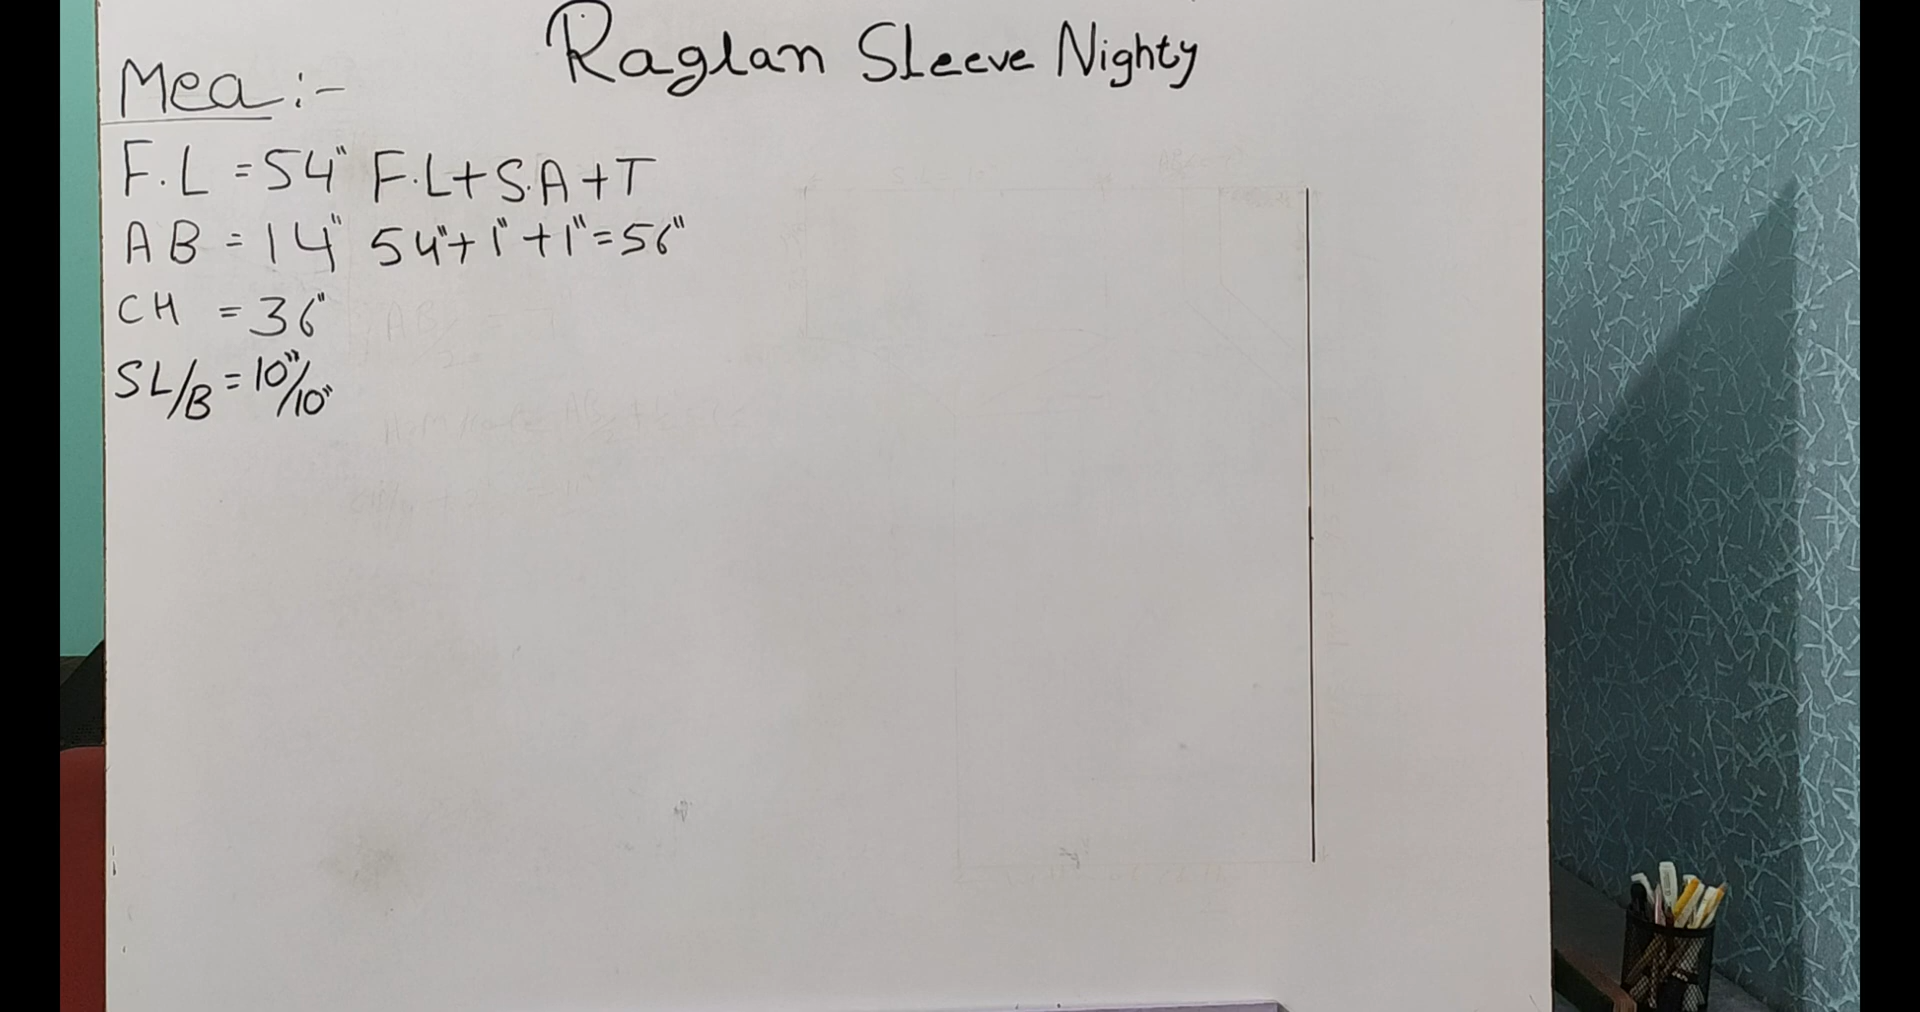 Raglan Sleeve Nighty
Mea :-
F.L = 54" F.L + S.A + T
AB = 14" 54" + 1" + 1" = 56"
CH = 36"
SL/B = 10"/10"